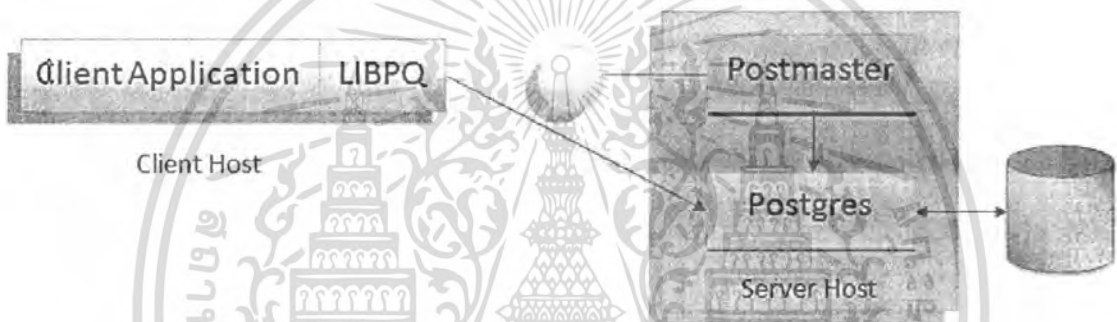 Client Application
LIBPQ
Client Host
Postmaster
Postgres
Server Host